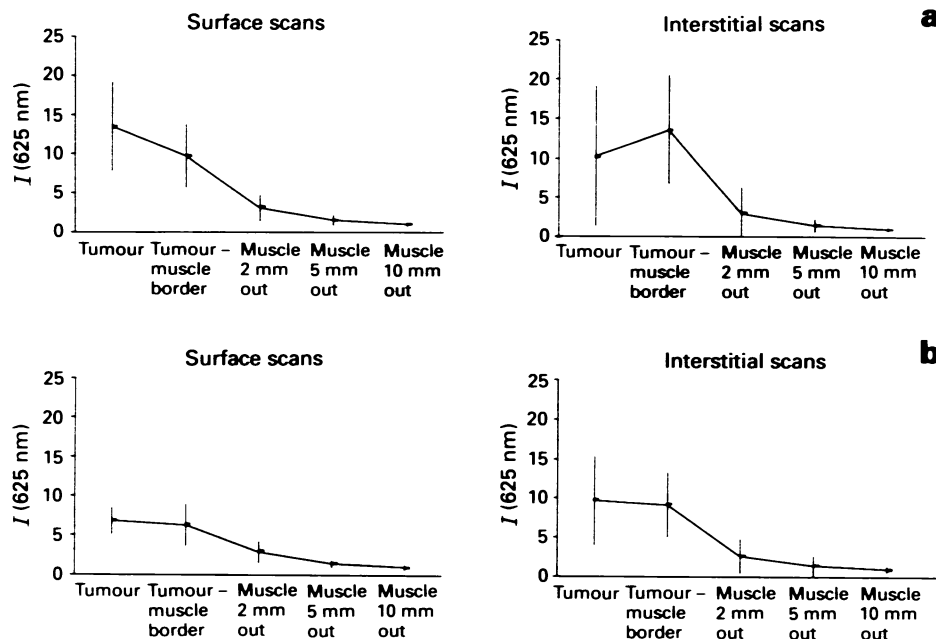 Surface scans
25
20
15
10
5
0
I (625 nm)
Tumour
Tumour –
muscle
border
Muscle
2 mm
out
Muscle
5 mm
out
Muscle
10 mm
out
Interstitial scans
a
25
20
15
10
5
0
I (625 nm)
Tumour
Tumour –
muscle
border
Muscle
2 mm
out
Muscle
5 mm
out
Muscle
10 mm
out
Surface scans
25
20
15
10
5
0
I (625 nm)
Tumour
Tumour –
muscle
border
Muscle
2 mm
out
Muscle
5 mm
out
Muscle
10 mm
out
Interstitial scans
b
25
20
15
10
5
0
I (625 nm)
Tumour
Tumour –
muscle
border
Muscle
2 mm
out
Muscle
5 mm
out
Muscle
10 mm
out